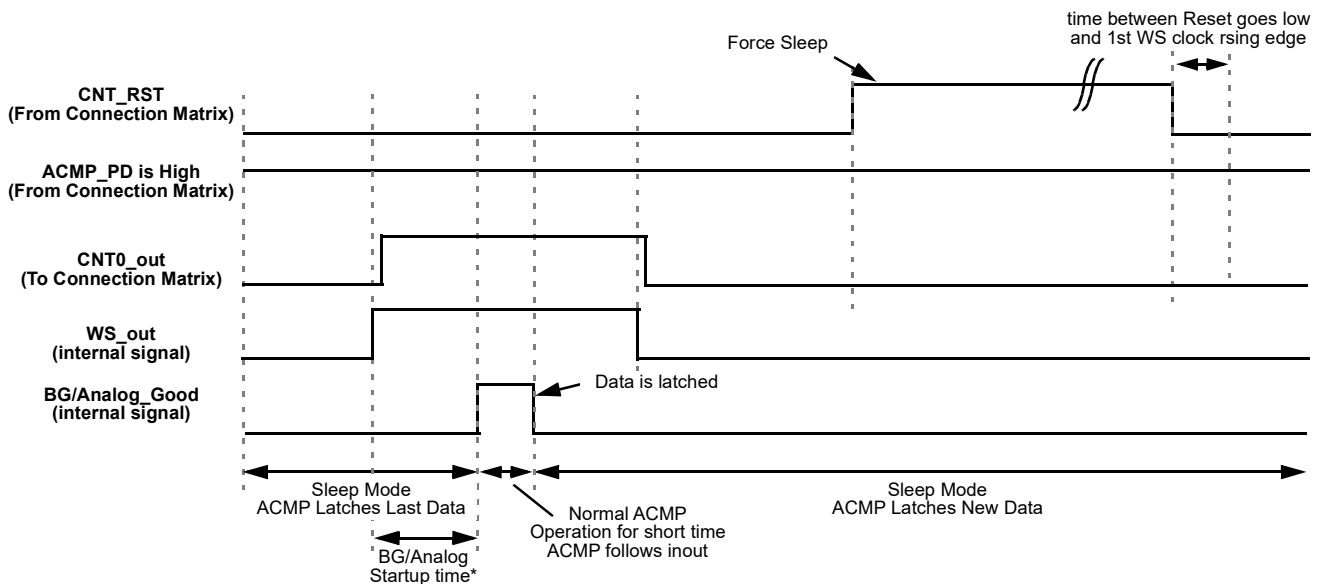 time between Reset goes low
and 1st WS clock rsing edge
Force Sleep
CNT_RST
(From Connection Matrix)
ACMP_PD is High
(From Connection Matrix)
CNT0_out
(To Connection Matrix)
WS_out
(internal signal)
BG/Analog_Good
(internal signal)
Data is latched
Sleep Mode
ACMP Latches Last Data
Normal ACMP
Operation for short time
ACMP follows inout
Sleep Mode
ACMP Latches New Data
BG/Analog
Startup time*